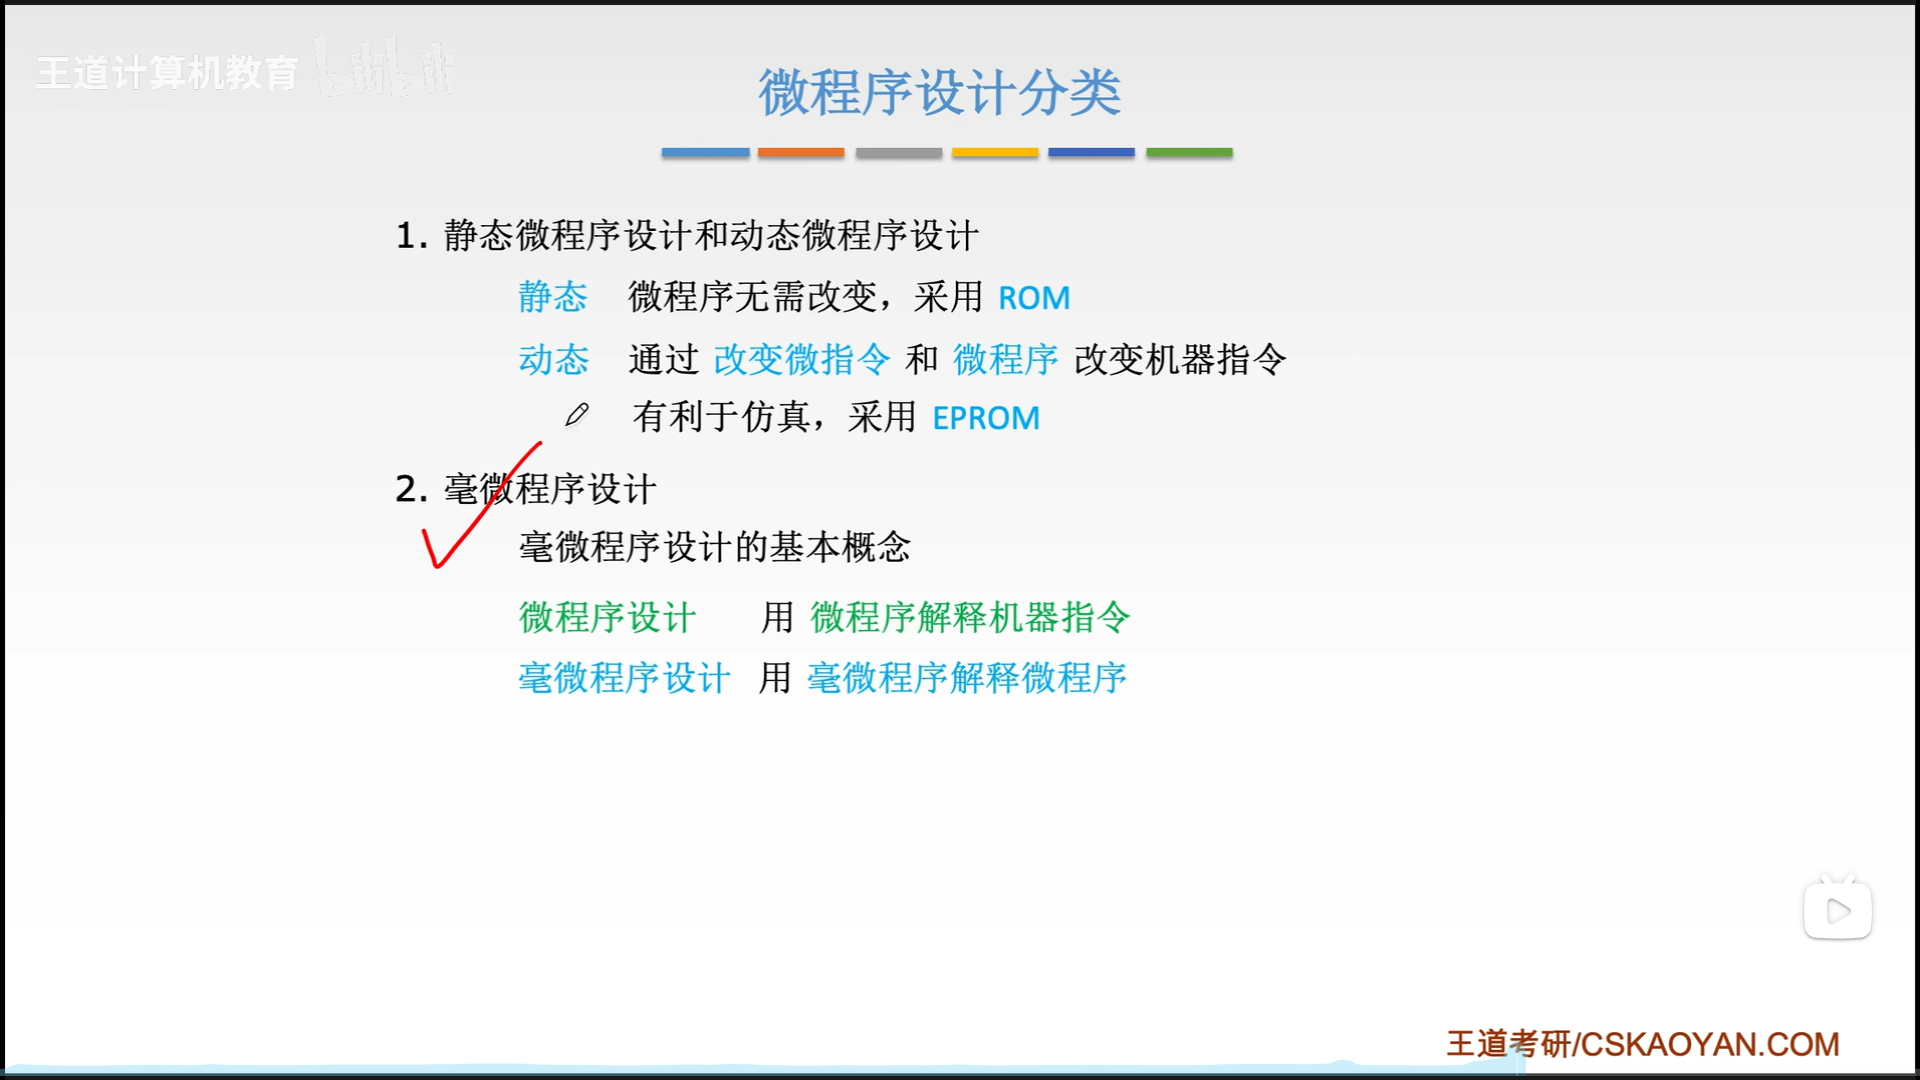 王道计算机教育 bilibili
微程序设计分类
1. 静态微程序设计和动态微程序设计
静态 微程序无需改变，采用 ROM
动态 通过 改变微指令 和 微程序 改变机器指令
有利于仿真，采用 EPROM
2. 毫微程序设计
毫微程序设计的基本概念
微程序设计 用 微程序解释机器指令
毫微程序设计 用 毫微程序解释微程序
王道考研/CSKAOYAN.COM